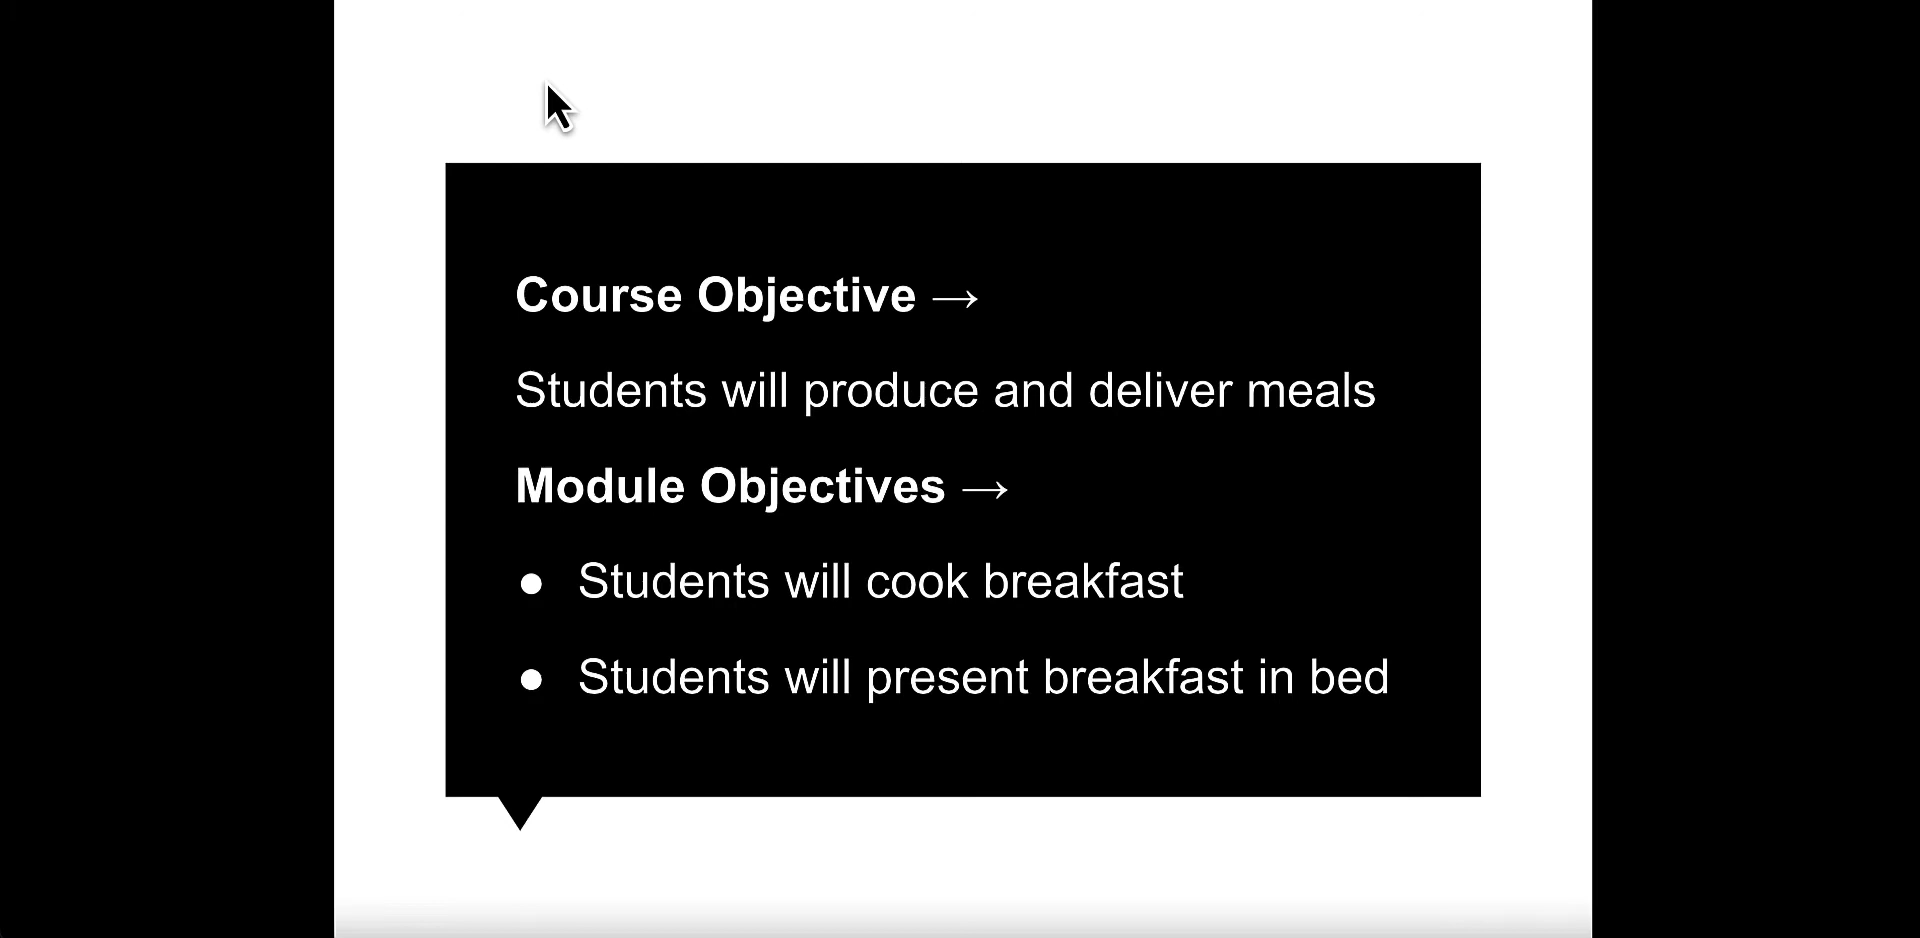 Course Objective →
Students will produce and deliver meals
Module Objectives →
● Students will cook breakfast
● Students will present breakfast in bed